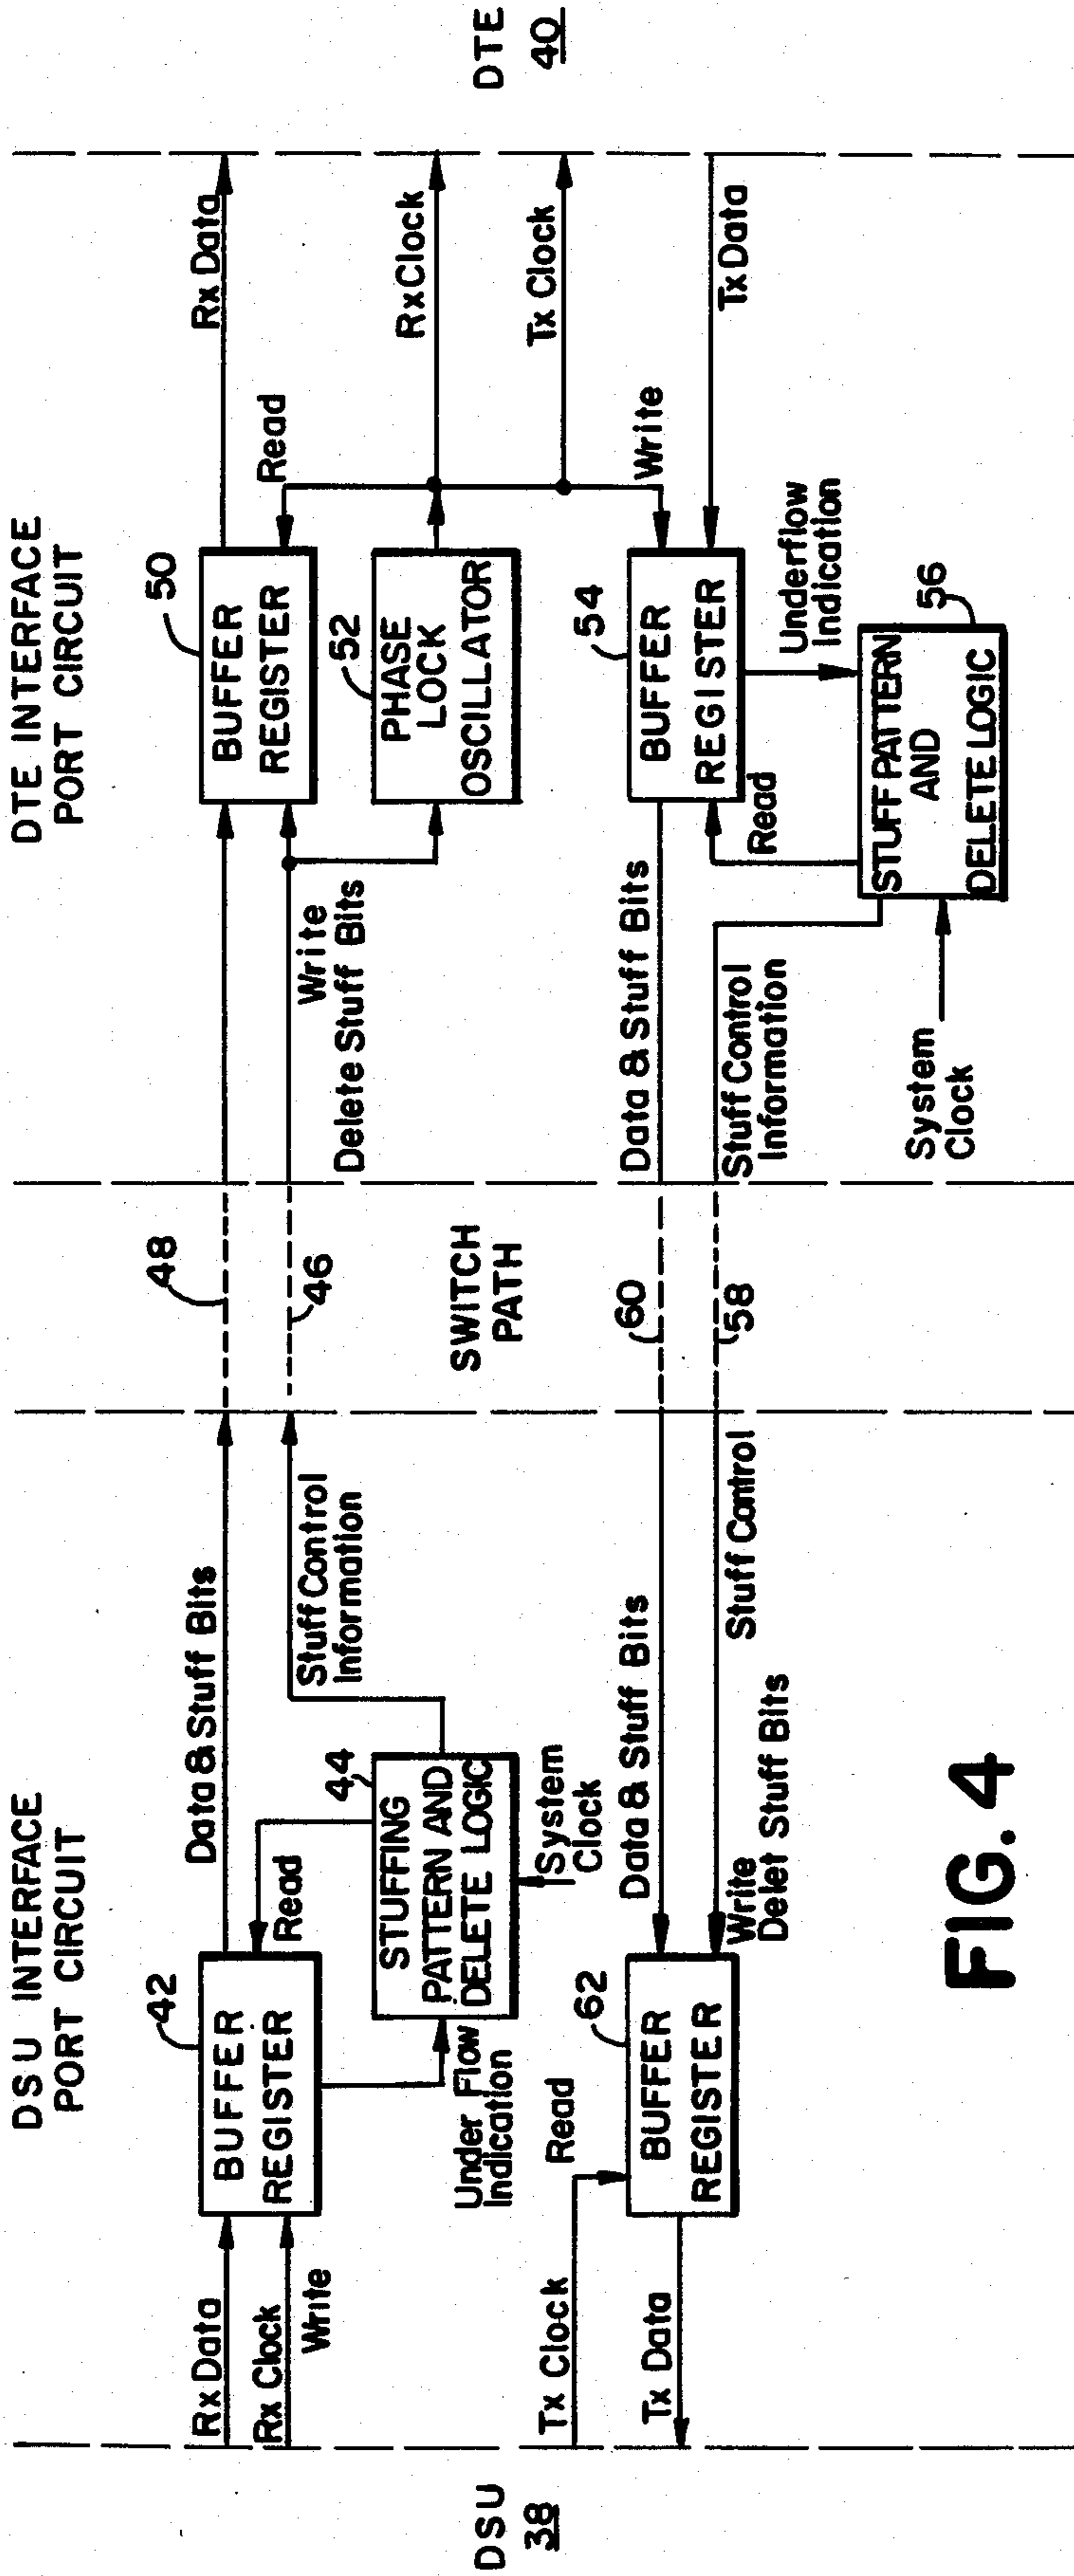 DSU INTERFACE
PORT CIRCUIT
DTE INTERFACE
PORT CIRCUIT
SWITCH
PATH
DSU
38
DTE
40
Rx Data
Rx Clock
Write
42
BUFFER
REGISTER
Data & Stuff Bits
Read
44
STUFFING
PATTERN AND
DELETE LOGIC
Under Flow
Indication
System
Clock
Stuff Control
Information
48
46
Write
Delete Stuff Bits
50
BUFFER
REGISTER
Read
52
PHASE
LOCK
OSCILLATOR
Rx Data
Rx Clock
Tx Clock
Write
Tx Data
54
BUFFER
REGISTER
Underflow
Indication
Read
56
STUFF PATTERN
AND
DELETE LOGIC
System
Clock
Data & Stuff Bits
Stuff Control
Information
60
58
Data & Stuff Bits
Stuff Control
Write
Delet Stuff Bits
62
BUFFER
REGISTER
Read
Tx Clock
Tx Data
FIG. 4